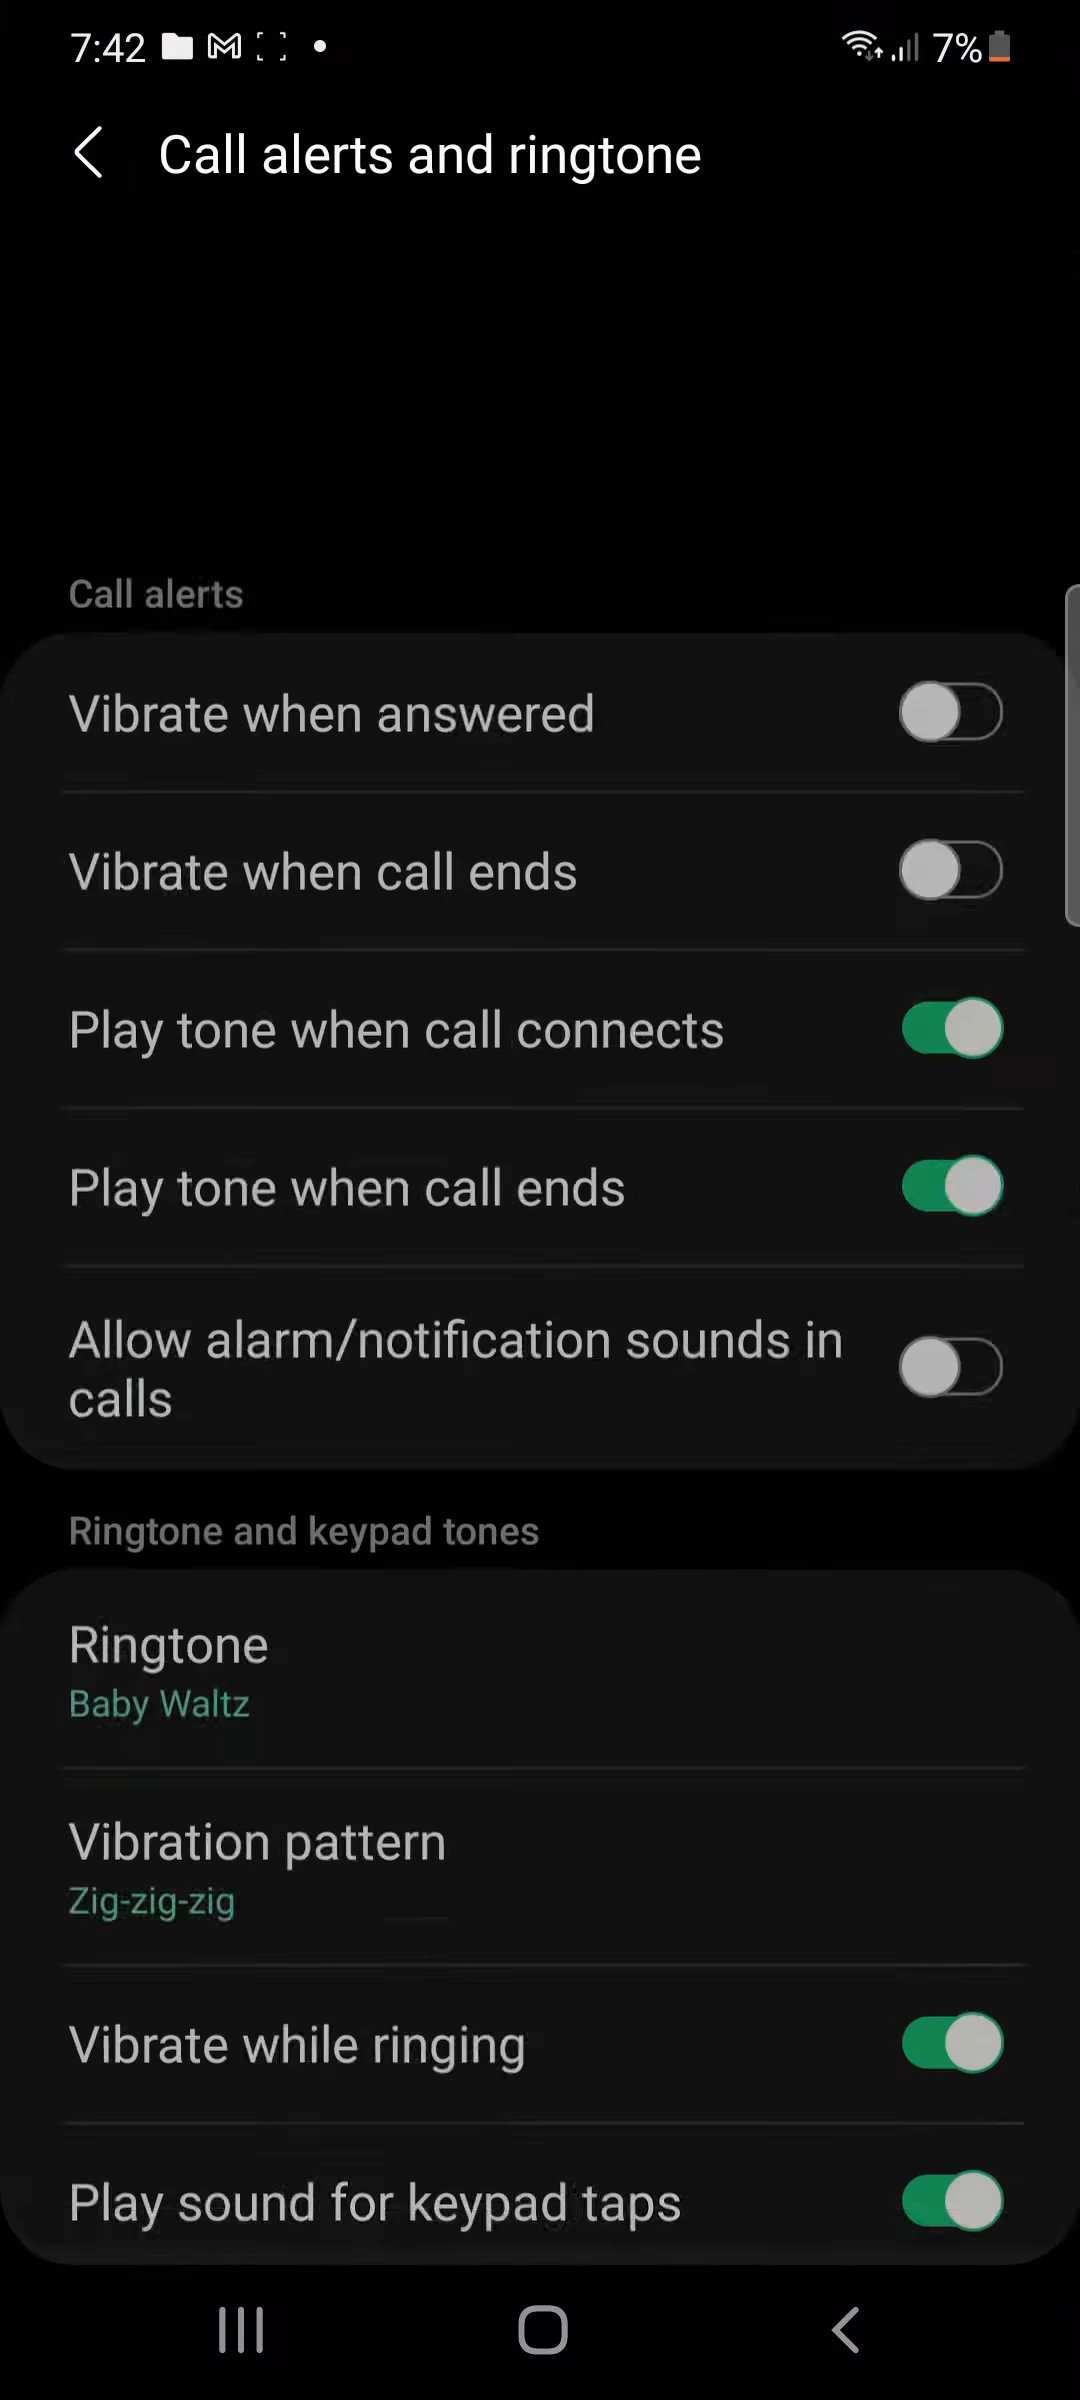 7:42 7%
Call alerts and ringtone
Call alerts
Vibrate when answered
Vibrate when call ends
Play tone when call connects
Play tone when call ends
Allow alarm/notification sounds in
calls
Ringtone and keypad tones
Ringtone
Baby Waltz
Vibration pattern
Zig-zig-zig
Vibrate while ringing
Play sound for keypad taps